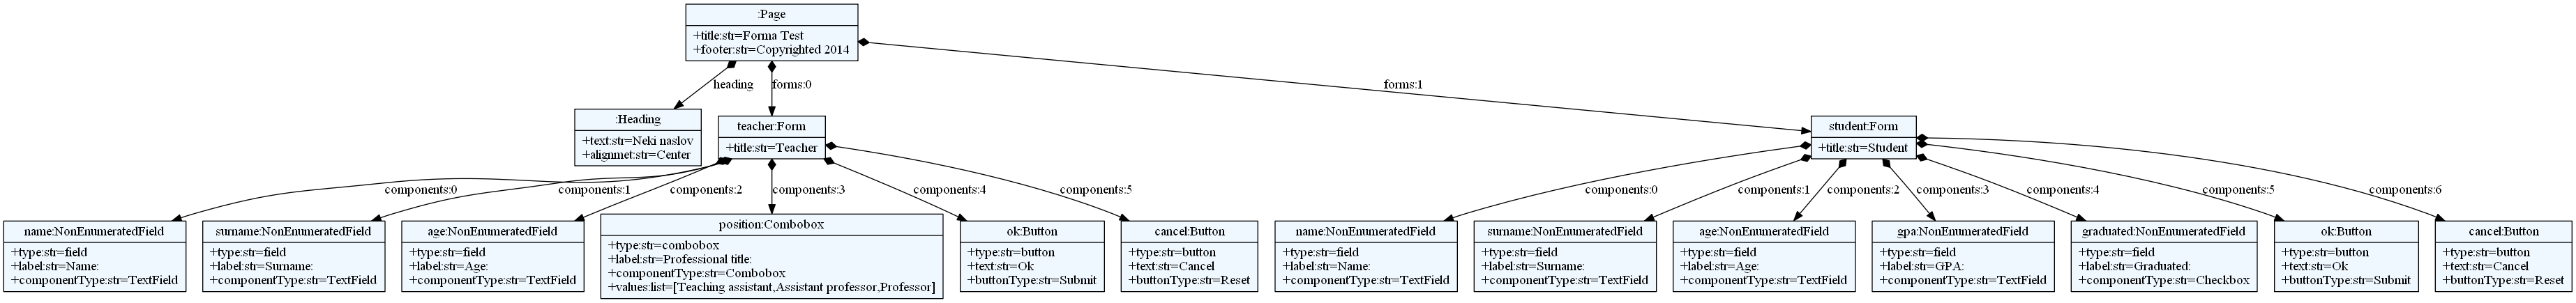 :Page
+title:str=Forma Test
+footer:str=Copyrighted 2014
heading
forms:0
forms:1
:Heading
+text:str=Neki naslov
+alignmet:str=Center
teacher:Form
+title:str=Teacher
student:Form
+title:str=Student
components:0
components:1
components:2
components:3
components:4
components:5
components:0
components:1
components:2
components:3
components:4
components:5
components:6
name:NonEnumeratedField
+type:str=field
+label:str=Name:
+componentType:str=TextField
surname:NonEnumeratedField
+type:str=field
+label:str=Surname:
+componentType:str=TextField
age:NonEnumeratedField
+type:str=field
+label:str=Age:
+componentType:str=TextField
position:Combobox
+type:str=combobox
+label:str=Professional title:
+componentType:str=Combobox
+values:list=[Teaching assistant,Assistant professor,Professor]
ok:Button
+type:str=button
+text:str=Ok
+buttonType:str=Submit
cancel:Button
+type:str=button
+text:str=Cancel
+buttonType:str=Reset
name:NonEnumeratedField
+type:str=field
+label:str=Name:
+componentType:str=TextField
surname:NonEnumeratedField
+type:str=field
+label:str=Surname:
+componentType:str=TextField
age:NonEnumeratedField
+type:str=field
+label:str=Age:
+componentType:str=TextField
gpa:NonEnumeratedField
+type:str=field
+label:str=GPA:
+componentType:str=TextField
graduated:NonEnumeratedField
+type:str=field
+label:str=Graduated:
+componentType:str=Checkbox
ok:Button
+type:str=button
+text:str=Ok
+buttonType:str=Submit
cancel:Button
+type:str=button
+text:str=Cancel
+buttonType:str=Reset